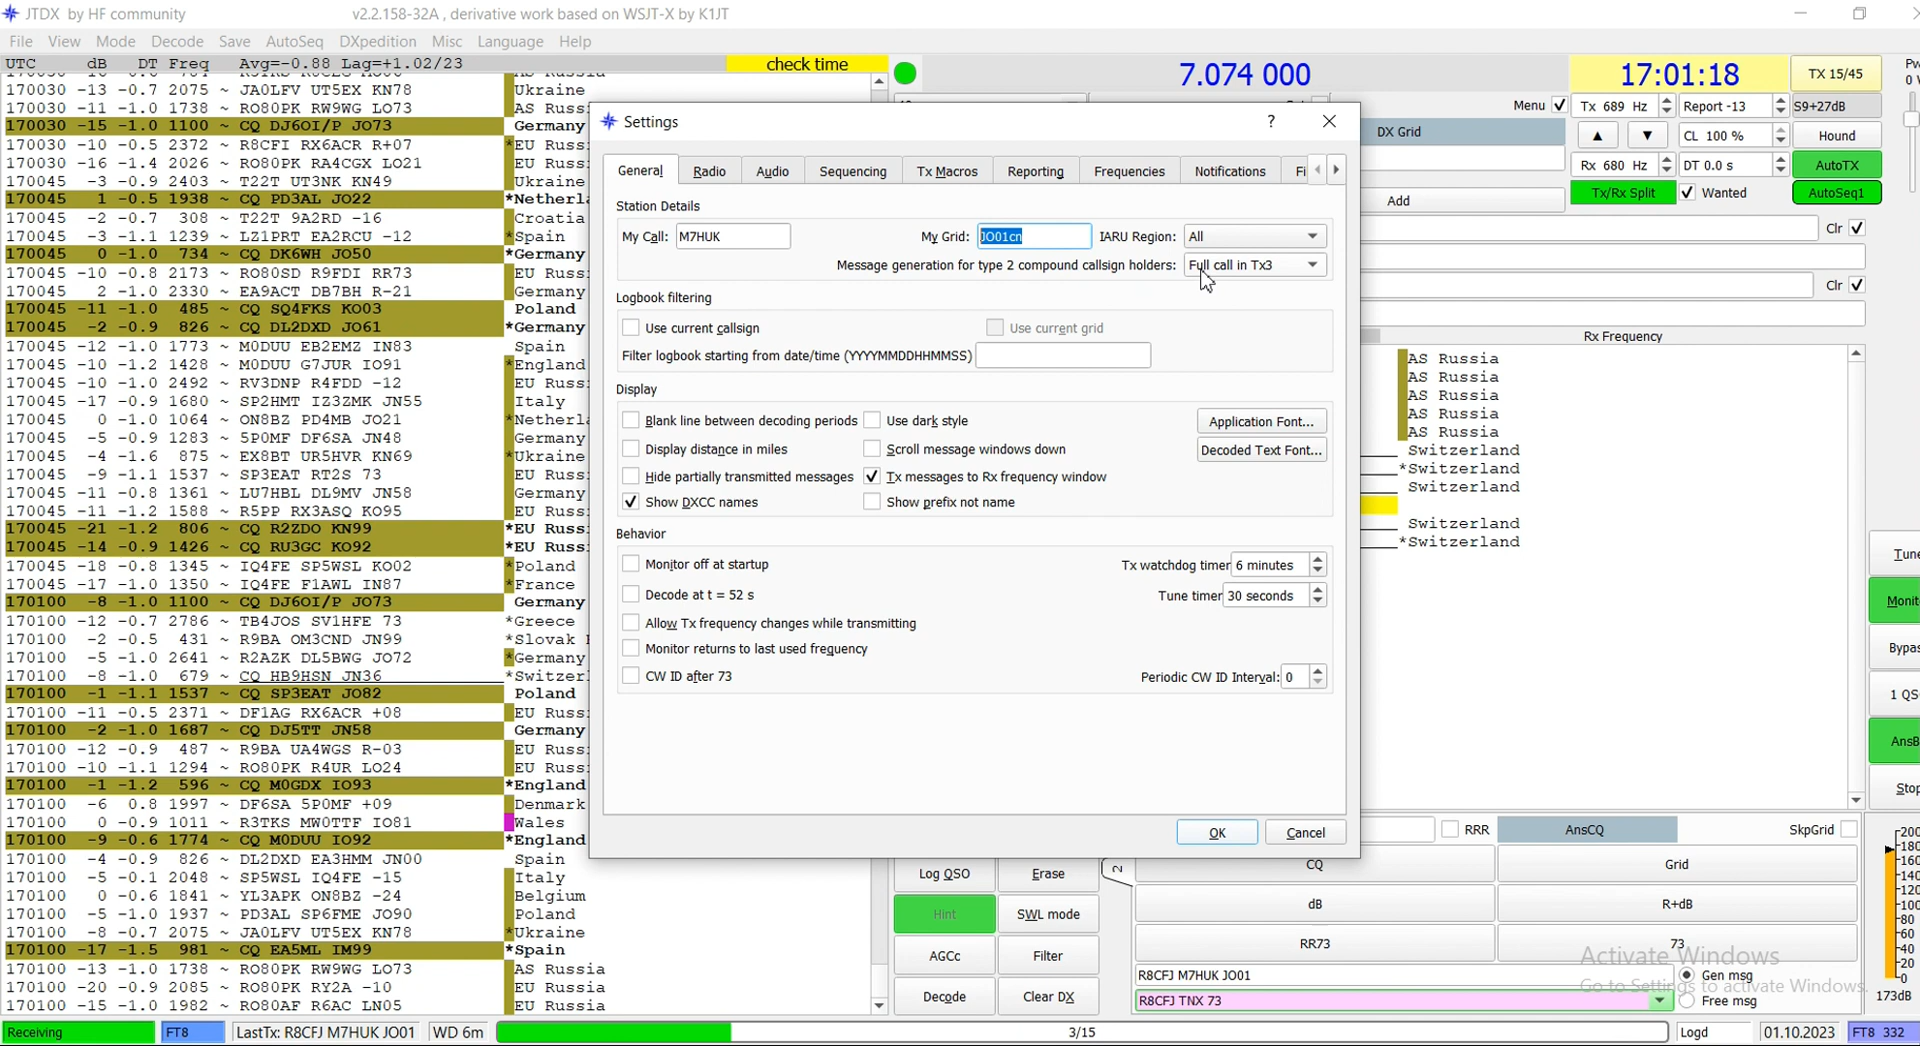 JTDX by HF community v2.2.158-32A , derivative work based on WSJT-X by K1JT
File View Mode Decode Save AutoSeq DXpedition Misc Language Help
UTC dB DT Freq Avg=-0.88 Lag=+1.02/23 check time
170030 -13 -0.7 2075 ~ JA0LFV UT5EX KN78 Ukraine
170030 -11 -1.0 1738 ~ RO80PK RW9WG LO73 AS Russ
170030 -15 -1.0 1100 ~ CQ DJ6OI/P JO73 Germany
170030 -10 -0.5 2372 ~ R8CFI RX6ACR R+07 EU Russ
170030 -16 -1.4 2026 ~ RO80PK RA4CGX LO21 EU Russ
170045 -3 -0.9 2403 ~ T22T UT3NK KN49 Ukraine
170045 1 -0.5 1938 ~ CQ PD3AL JO22 *Netherl
170045 -2 -0.7 308 ~ T22T 9A2RD -16 Croatia
170045 -3 -1.1 1239 ~ LZ1PRT EA2RCU -12 *Spain
170045 0 -1.0 734 ~ CQ DK6WH JO50 *Germany
170045 -10 -0.8 2173 ~ RO80SD R9FDI RR73 EU Russ
170045 2 -1.0 2330 ~ EA9ACT DB7BH R-21 Germany
170045 -11 -1.0 485 ~ CQ SQ4FKS KO03 Poland
170045 -2 -0.9 826 ~ CQ DL2DXD JO61 *Germany
170045 -12 -1.0 1773 ~ M0DUU EB2EMZ IN83 Spain
170045 -10 -1.2 1428 ~ M0DUU G7JUR IO91 *England
170045 -10 -1.0 2492 ~ RV3DNP R4FDD -12 EU Russ
170045 -17 -0.9 1680 ~ SP2HMT IZ3ZMK JN55 Italy
170045 0 -1.0 1064 ~ ON8BZ PD4MB JO21 *Netherl
170045 -5 -0.9 1283 ~ 5P0MF DF6SA JN48 Germany
170045 -4 -1.6 875 ~ EX8BT UR5HVR KN69 *Ukraine
170045 -9 -1.1 1537 ~ SP3EAT RT2S 73 EU Russ
170045 -11 -0.8 1361 ~ LU7HBL DL9MV JN58 Germany
170045 -11 -1.2 1588 ~ R5PP RX3ASQ KO95 EU Russ
170045 -21 -1.2 806 ~ CQ R2ZDO KN99 *EU Russ
170045 -14 -0.9 1426 ~ CQ RU3GC KO92 *EU Russ
170045 -18 -0.8 1345 ~ IQ4FE SP5WSL KO02 *Poland
170045 -17 -1.0 1350 ~ IQ4FE F1AWL IN87 *France
170100 -8 -1.0 1100 ~ CQ DJ6OI/P JO73 Germany
170100 -12 -0.7 2786 ~ TB4JOS SV1HFE 73 *Greece
170100 -2 -0.5 431 ~ R9BA OM3CND JN99 *Slovak
170100 -5 -1.0 2641 ~ R2AZK DL5BWG JO72 *Germany
170100 -8 -1.0 679 ~ CQ HB9HSN JN36 *Switzer
170100 -1 -1.1 1537 ~ CQ SP3EAT JO82 Poland
170100 -11 -0.5 2371 ~ DF1AG RX6ACR +08 EU Russ
170100 -2 -1.0 1687 ~ CQ DJ5TT JN58 Germany
170100 -12 -0.9 487 ~ R9BA UA4WGS R-03 EU Russ
170100 -10 -1.1 1294 ~ RO80PK R4UR LO24 EU Russ
170100 -1 -1.2 596 ~ CQ M0GDX IO93 *England
170100 -6 0.8 1997 ~ DF6SA 5P0MF +09 Denmark
170100 0 -0.9 1011 ~ R3TKS MW0TTF IO81 Wales
170100 -9 -0.6 1774 ~ CQ M0DUU IO92 *England
170100 -4 -0.9 826 ~ DL2DXD EA3HMM JN00 Spain
170100 -5 -0.1 2048 ~ SP5WSL IQ4FE -15 Italy
170100 0 -0.6 1841 ~ YL3APK ON8BZ -24 Belgium
170100 -5 -1.0 1937 ~ PD3AL SP6FME JO90 Poland
170100 -8 -0.7 2075 ~ JA0LFV UT5EX KN78 *Ukraine
170100 -17 -1.5 981 ~ CQ EA5ML IM99 *Spain
170100 -13 -1.0 1738 ~ RO80PK RW9WG LO73 AS Russia
170100 -20 -0.9 2085 ~ RO80PK RY2A -10 EU Russia
170100 -15 -1.0 1982 ~ RO80AF R6AC LN05 EU Russia
7.074 000 17:01:18 TX 15/45
Menu Tx 689 Hz Report -13 S9+27dB
DX Grid CL 100 % Hound
Rx 680 Hz DT 0.0 s AutoTX
Add Tx/Rx Split Wanted AutoSeq1
Clr
Clr
Rx Frequency
Settings ?
General Radio Audio Sequencing Tx Macros Reporting Frequencies Notifications Fi
Station Details
My Call: M7HUK My Grid: JO01cn IARU Region: All
Message generation for type 2 compound callsign holders: Full call in Tx3
Logbook filtering
Use current callsign Use current grid
Filter logbook starting from date/time (YYYYMMDDHHMMSS)
Display
Blank line between decoding periods Use dark style Application Font...
Display distance in miles Scroll message windows down Decoded Text Font...
Hide partially transmitted messages Tx messages to Rx frequency window
Show DXCC names Show prefix not name
Behavior
Monitor off at startup Tx watchdog timer 6 minutes
Decode at t = 52 s Tune timer 30 seconds
Allow Tx frequency changes while transmitting
Monitor returns to last used frequency
CW ID after 73 Periodic CW ID Interval: 0
OK Cancel
AS Russia
AS Russia
AS Russia
AS Russia
AS Russia
Switzerland
*Switzerland
Switzerland
Switzerland
*Switzerland
Tune
Monit
Bypas
1 QS
AnsB
Stop
RRR AnsCQ SkpGrid
Log QSO Erase 2 CQ Grid
Hint SWL mode dB R+dB
AGCc Filter RR73 73
R8CFJ M7HUK JO01 Gen msg
Decode Clear DX R8CFJ TNX 73 Free msg
Activate Windows
Go to Settings to activate Windows.
200
180
160
140
120
100
80
60
40
20
0
173dB
Receiving FT8 LastTx: R8CFJ M7HUK JO01 WD 6m 3/15 Logd 01.10.2023 FT8 332